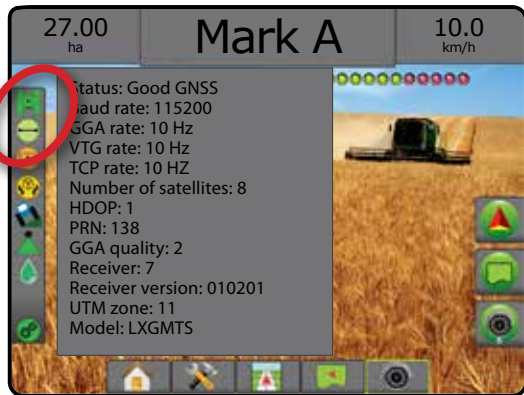 27.00
ha
Mark A
10.0
km/h
Status: Good GNSS
Baud rate: 115200
GGA rate: 10 Hz
VTG rate: 10 Hz
TCP rate: 10 HZ
Number of satellites: 8
HDOP: 1
PRN: 138
GGA quality: 2
Receiver: 7
Receiver version: 010201
UTM zone: 11
Model: LXGMTS